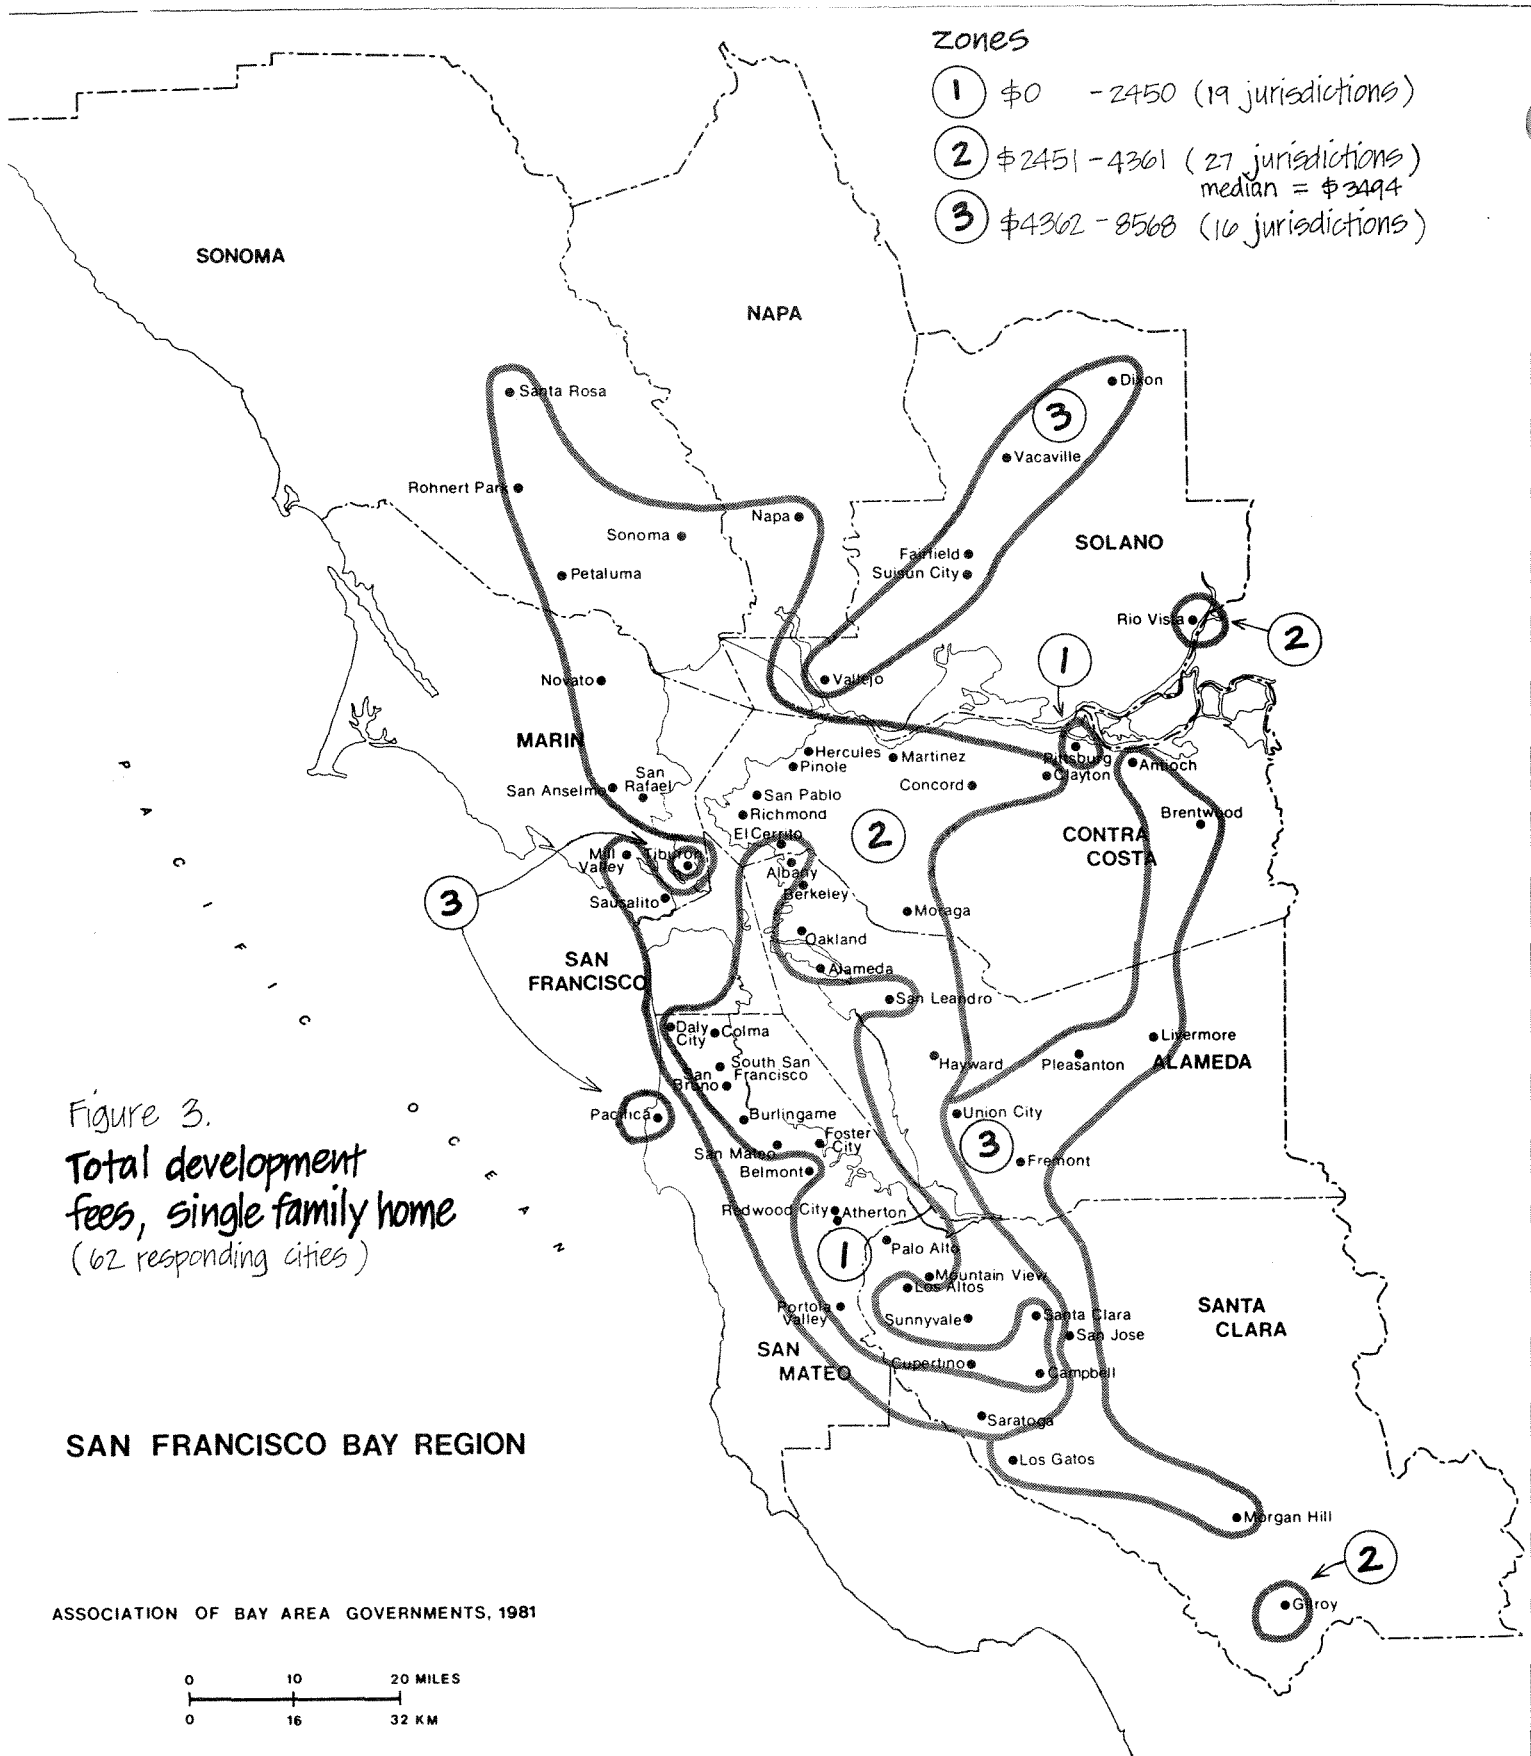 zones
1 $0 - 2450 (19 jurisdictions)
2 $2451 - 4361 (27 jurisdictions)
median = $3494
3 $4362 - 8568 (16 jurisdictions)
SONOMA
NAPA
Santa Rosa
Dixon
3
Vacaville
Rohnert Park
Napa
Sonoma
SOLANO
Fairfield
Suisun City
Petaluma
Rio Vista
2
1
Novato
Vallejo
MARIN
Hercules
Pinole
Martinez
Pittsburg
Clayton
Antioch
San Anselmo
San
Rafael
Concord
San Pablo
Richmond
El Cerrito
2
Brentwood
CONTRA
COSTA
Mill
Valley
Tiburon
Albany
Berkeley
3
Sausalito
Moraga
Oakland
SAN
FRANCISCO
Alameda
San Leandro
Daly
City
Colma
South San
Francisco
San
Bruno
Hayward
Pleasanton
Livermore
ALAMEDA
Pacifica
Burlingame
Union City
3
Foster
City
San Mateo
Belmont
Fremont
Redwood City
Atherton
1
Palo Alto
Mountain View
Los Altos
Portola
Valley
Sunnyvale
Santa Clara
San Jose
SANTA
CLARA
SAN
MATEO
Cupertino
Campbell
Saratoga
Los Gatos
Morgan Hill
2
Gilroy
PACIFIC
OCEAN
Figure 3.
Total development
fees, single family home
(62 responding cities)
SAN FRANCISCO BAY REGION
ASSOCIATION OF BAY AREA GOVERNMENTS, 1981
0 10 20 MILES
0 16 32 KM